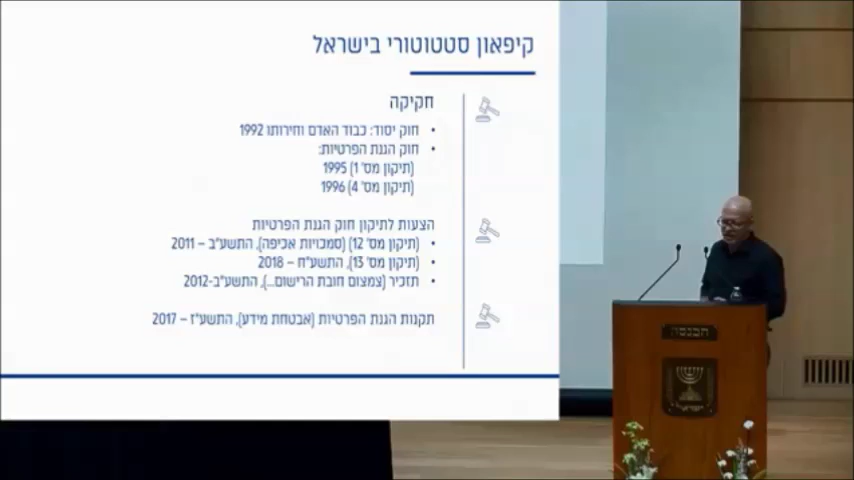 קיפאון סטטוטורי בישראל
חקיקה
• חוק יסוד: כבוד האדם וחירותו 1992
• חוק הגנת הפרטיות:
(תיקון מס' 1) 1995
(תיקון מס' 4) 1996
הצעות לתיקון חוק הגנת הפרטיות
• (תיקון מס' 12) (סמכויות אכיפה), התשע"ב – 2011
• (תיקון מס' 13), התשע"ח – 2018
• תזכיר (צמצום חובת הרישום...), התשע"ב-2012
תקנות הגנת הפרטיות (אבטחת מידע), התשע"ז – 2017
הכנסת